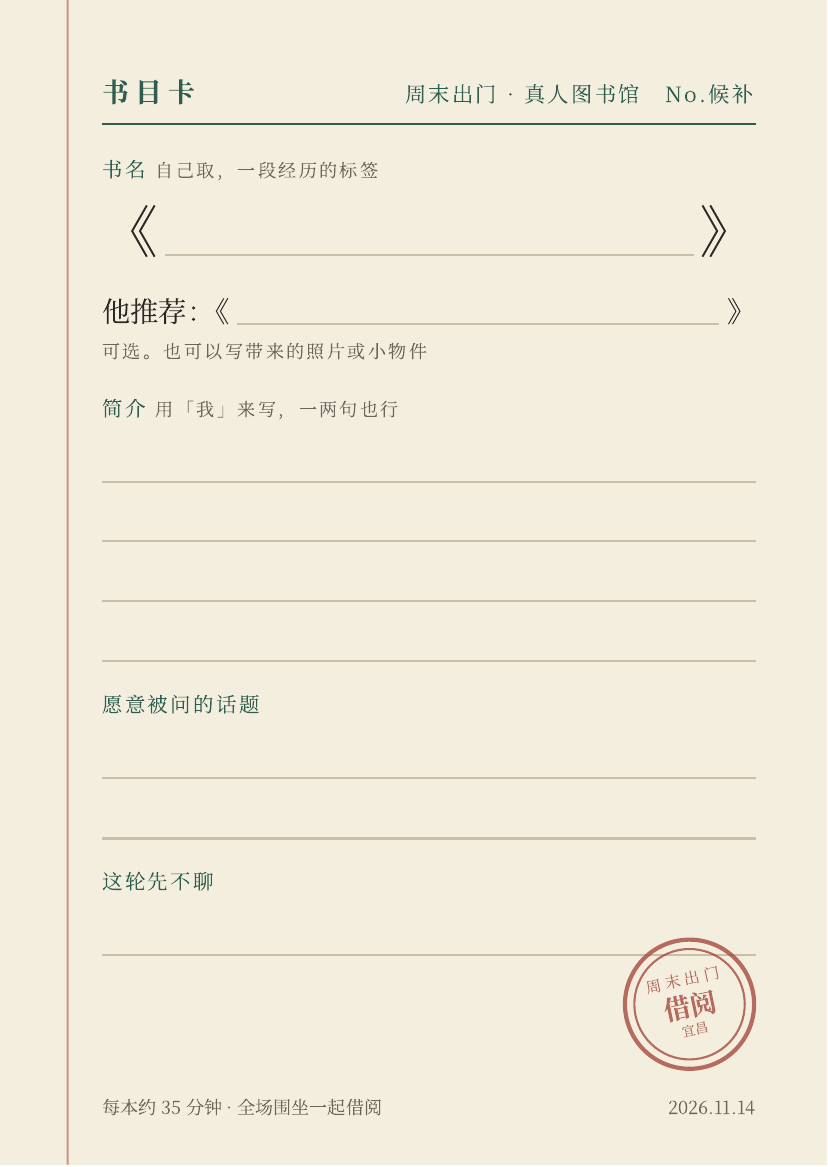 书目卡
周末出门 · 真人图书馆 No.候补
书名 自己取，一段经历的标签
《 》
他推荐：《 》
可选。也可以写带来的照片或小物件
简介 用「我」来写，一两句也行
愿意被问的话题
这轮先不聊
周末出门
借阅
宜昌
每本约 35 分钟 · 全场围坐一起借阅
2026.11.14